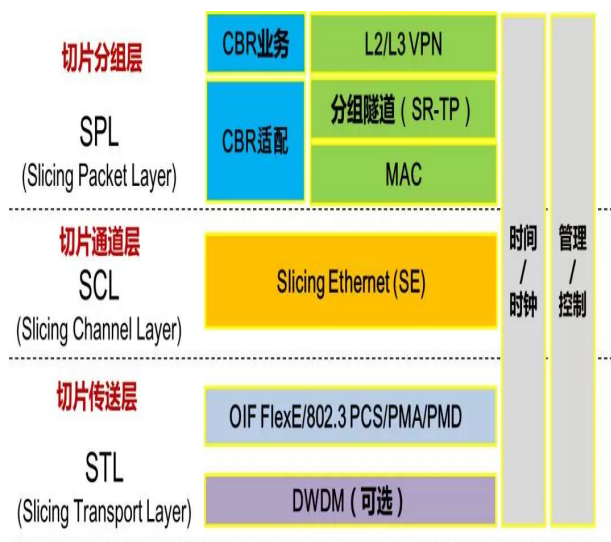 切片分组层
SPL
(Slicing Packet Layer)
CBR业务
L2/L3 VPN
CBR适配
分组隧道 ( SR-TP )
MAC
切片通道层
SCL
(Slicing Channel Layer)
Slicing Ethernet (SE)
切片传送层
STL
(Slicing Transport Layer)
OIF FlexE/802.3 PCS/PMA/PMD
DWDM ( 可选 )
时间
/
时钟
管理
/
控制